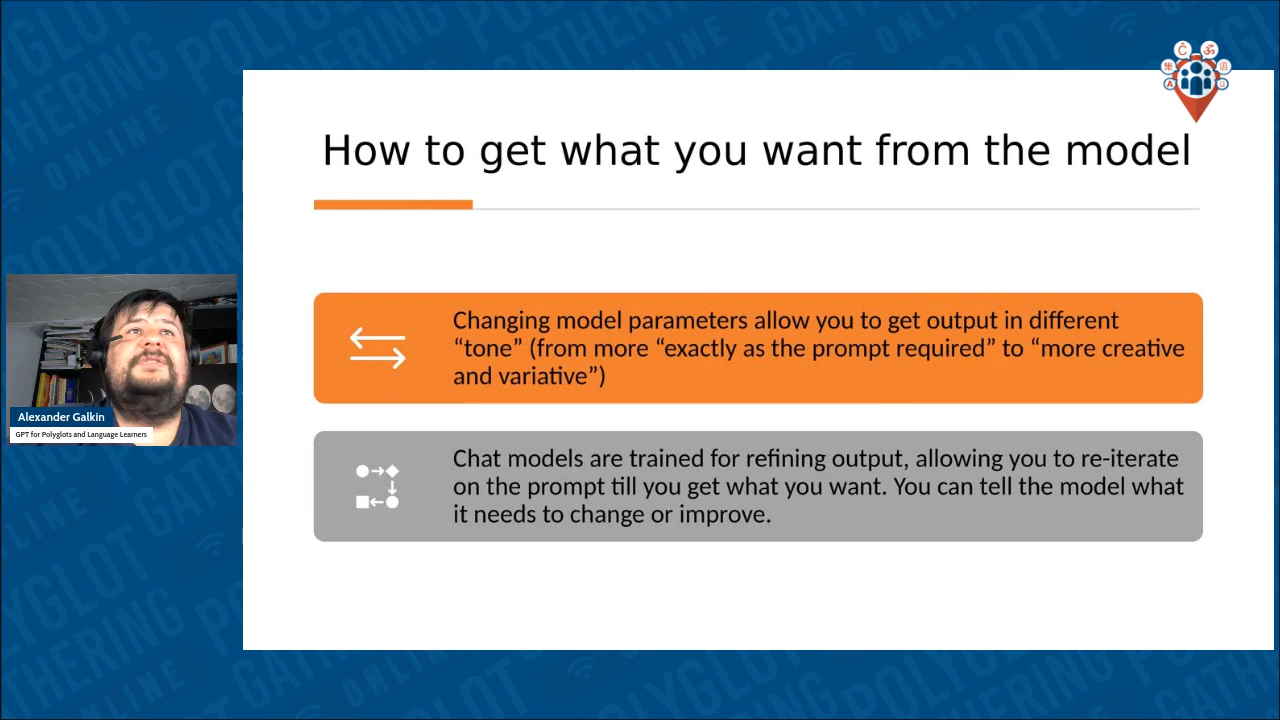 How to get what you want from the model
Changing model parameters allow you to get output in different
“tone” (from more “exactly as the prompt required” to “more creative
and variative”)
Chat models are trained for refining output, allowing you to re-iterate
on the prompt till you get what you want. You can tell the model what
it needs to change or improve.
Alexander Galkin
GPT for Polyglots and Language Learners
POLYGLOT
GATHERING
ONLINE